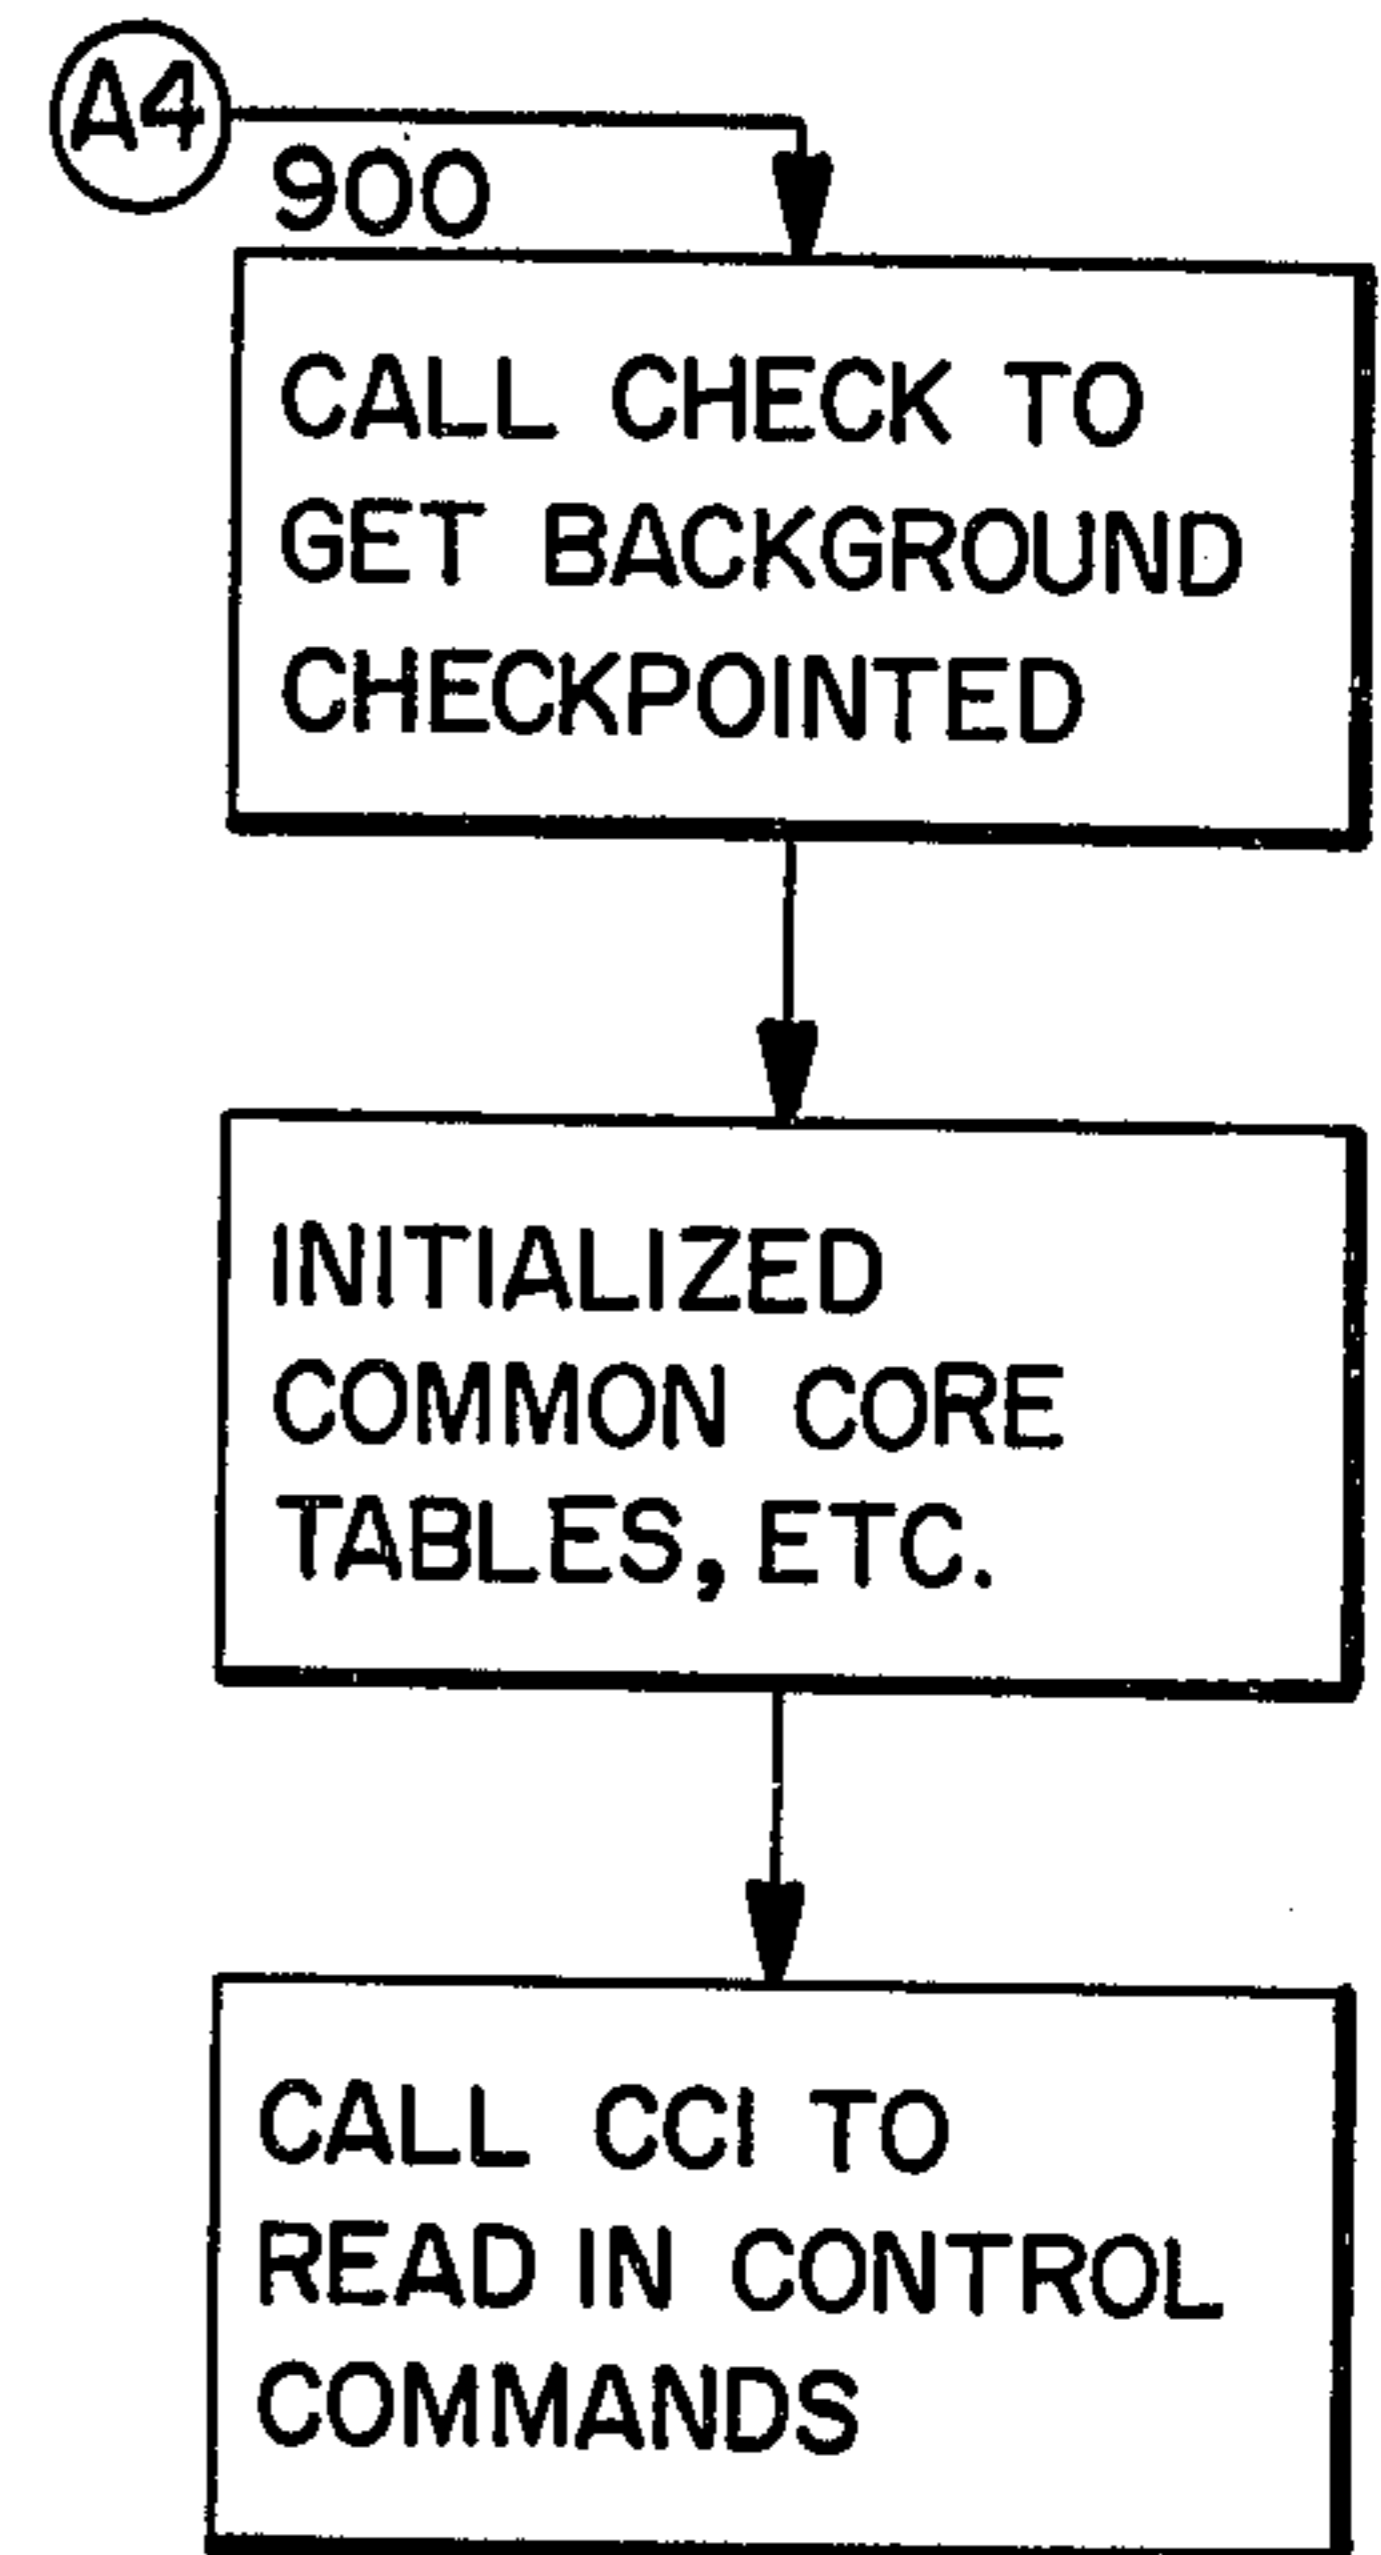 A4
900
CALL CHECK TO
GET BACKGROUND
CHECKPOINTED
INITIALIZED
COMMON CORE
TABLES, ETC.
CALL CCI TO
READ IN CONTROL
COMMANDS